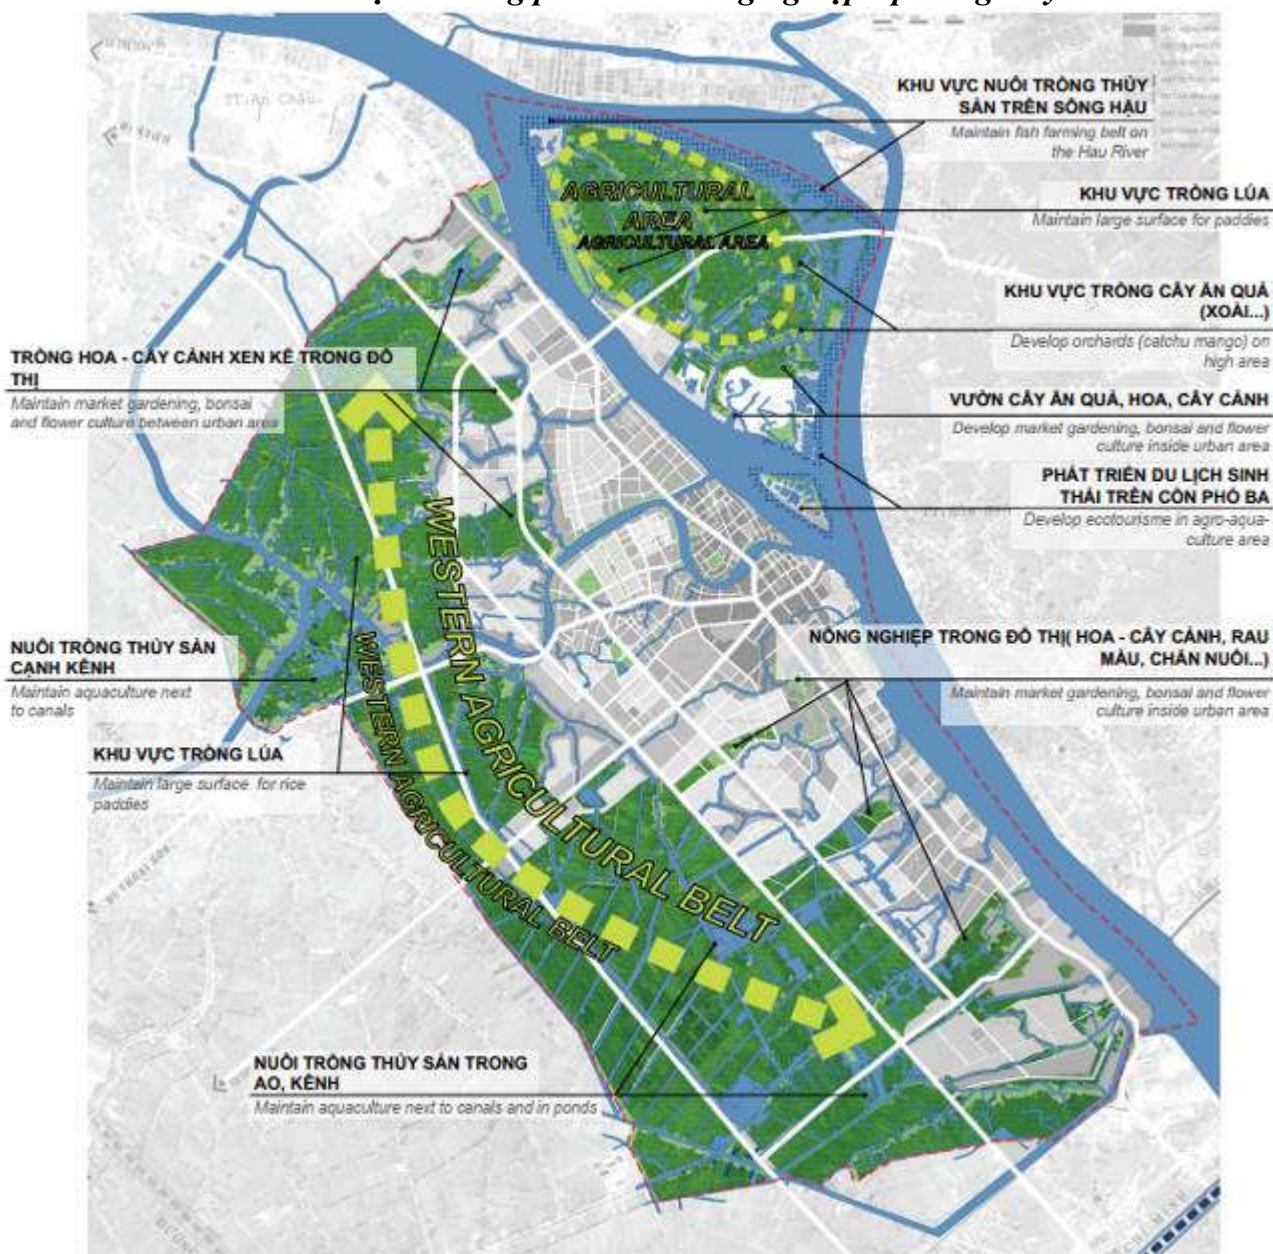 KHU VỰC NUÔI TRỒNG THỦY
SẢN TRÊN SÔNG HẬU
Maintain fish farming belt on
the Hau River
TT. An Châu
AGRICULTURAL
AREA
AGRICULTURAL AREA
KHU VỰC TRỒNG LÚA
Maintain large surface for paddies
KHU VỰC TRỒNG CÂY ĂN QUẢ
(XOÀI...)
Develop orchards (catchu mango) on
high area
TRỒNG HOA - CÂY CẢNH XEN KẼ TRONG ĐÔ
THỊ
Maintain market gardening, bonsai
and flower culture between urban area
VƯỜN CÂY ĂN QUẢ, HOA, CÂY CẢNH
Develop market gardening, bonsai and flower
culture inside urban area
PHÁT TRIỂN DU LỊCH SINH
THÁI TRÊN CỒN PHÓ BA
Develop ecotourisme in agro-aqua-
culture area
WESTERN AGRICULTURAL BELT
WESTERN AGRICULTURAL BELT
NUÔI TRỒNG THỦY SẢN
CẠNH KÊNH
Maintain aquaculture next
to canals
NÔNG NGHIỆP TRONG ĐÔ THỊ( HOA - CÂY CẢNH, RAU
MÀU, CHĂN NUÔI...)
Maintain market gardening, bonsai and flower
culture inside urban area
KHU VỰC TRỒNG LÚA
Maintain large surface for rice
paddies
NUÔI TRỒNG THỦY SẢN TRONG
AO, KÊNH
Maintain aquaculture next to canals and in ponds